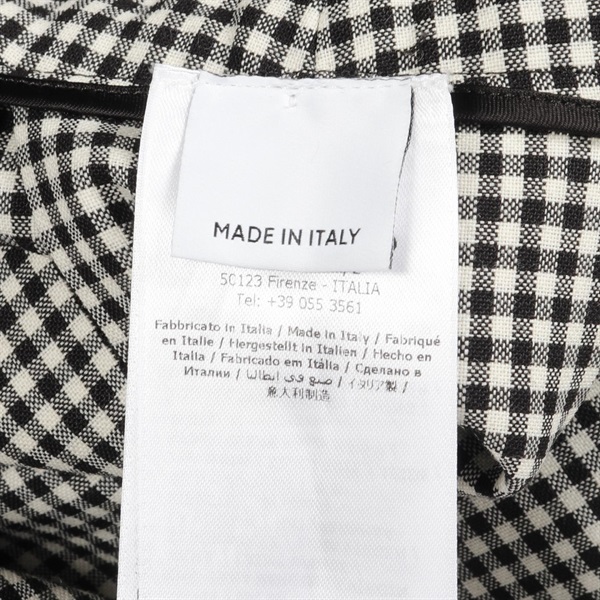 MADE IN ITALY
50123 Firenze - ITALIA
Tel: +39 055 3561
Fabbricato in Italia / Made in Italy / Fabriqué
en Italie / Hergestellt in Italien / Hecho en
Italia / Fabricado em Itália / Сделано в
Италии / صنع في ايطاليا / イタリア製 /
意大利制造